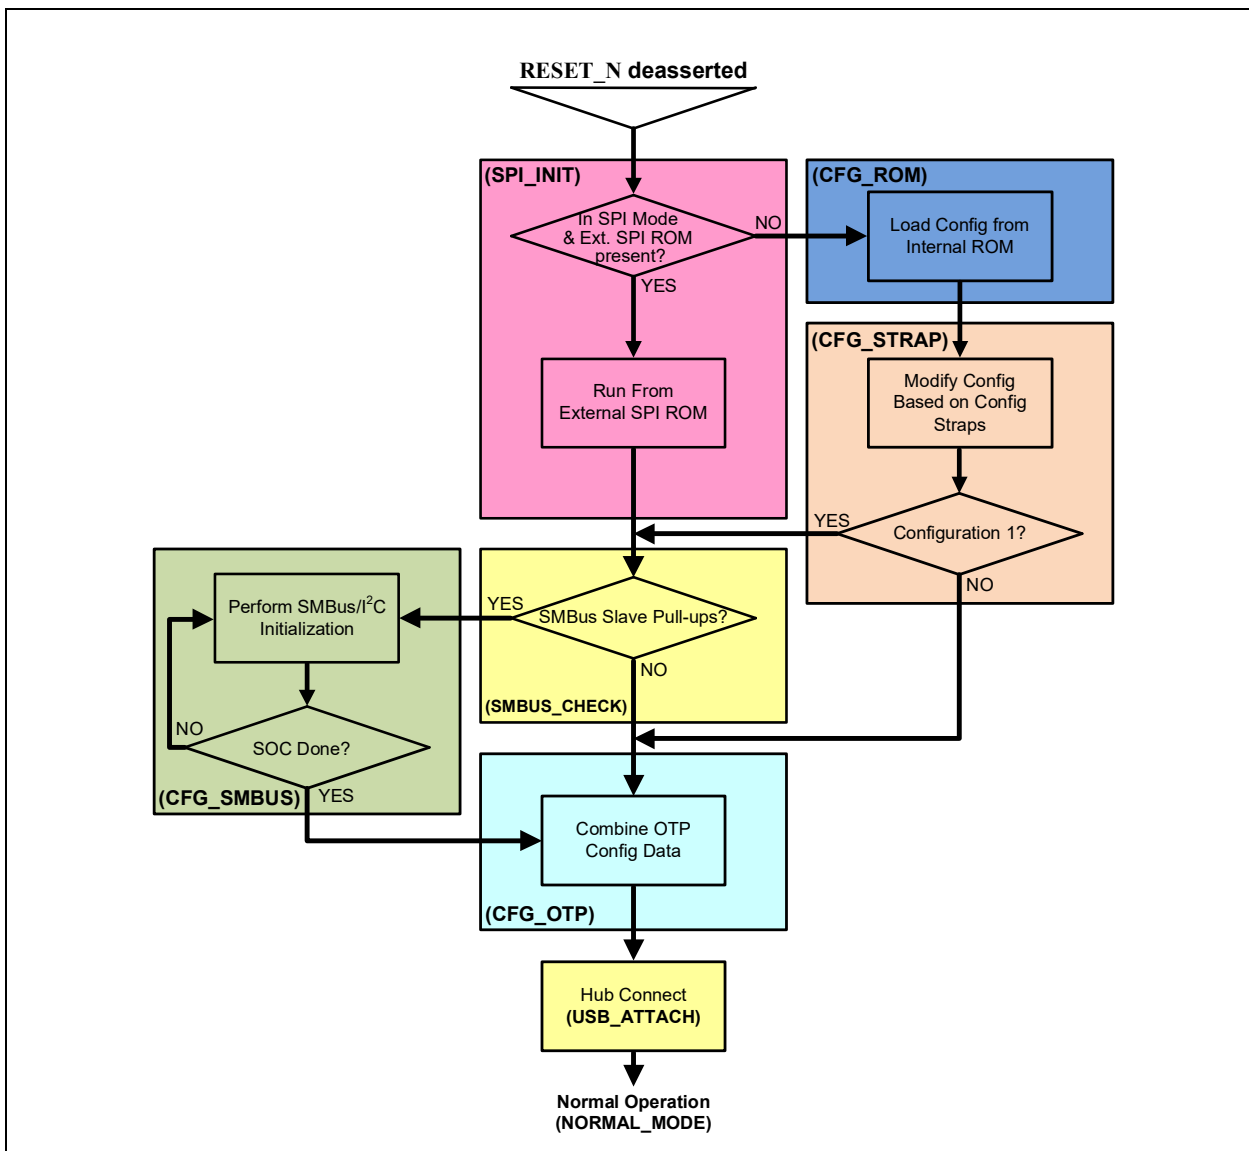 RESET_N deasserted
(SPI_INIT)
In SPI Mode
& Ext. SPI ROM
present?
NO
YES
Run From
External SPI ROM
(CFG_ROM)
Load Config from
Internal ROM
(CFG_STRAP)
Modify Config
Based on Config
Straps
Configuration 1?
YES
NO
SMBus Slave Pull-ups?
YES
NO
(SMBUS_CHECK)
Perform SMBus/I²C
Initialization
SOC Done?
NO
YES
(CFG_SMBUS)
Combine OTP
Config Data
(CFG_OTP)
Hub Connect
(USB_ATTACH)
Normal Operation
(NORMAL_MODE)